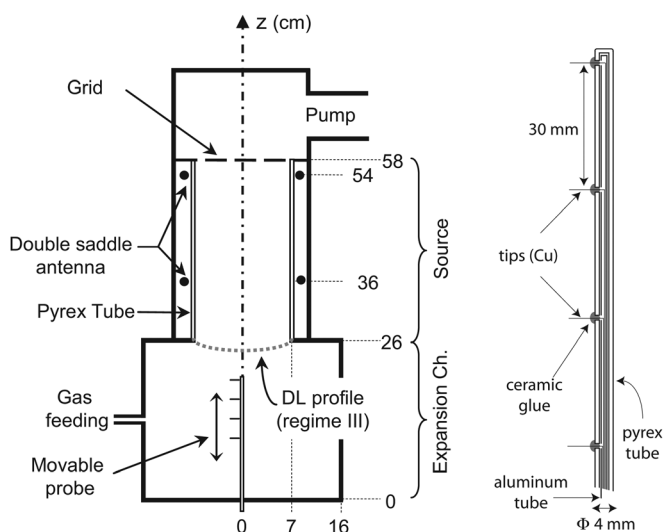 z (cm)
Grid
Pump
58
54
Double saddle
antenna
36
Pyrex Tube
26
Source
Gas
feeding
DL profile
(regime III)
Movable
probe
Expansion Ch.
0
0
7
16
30 mm
tips (Cu)
ceramic
glue
pyrex
tube
aluminum
tube
Φ 4 mm